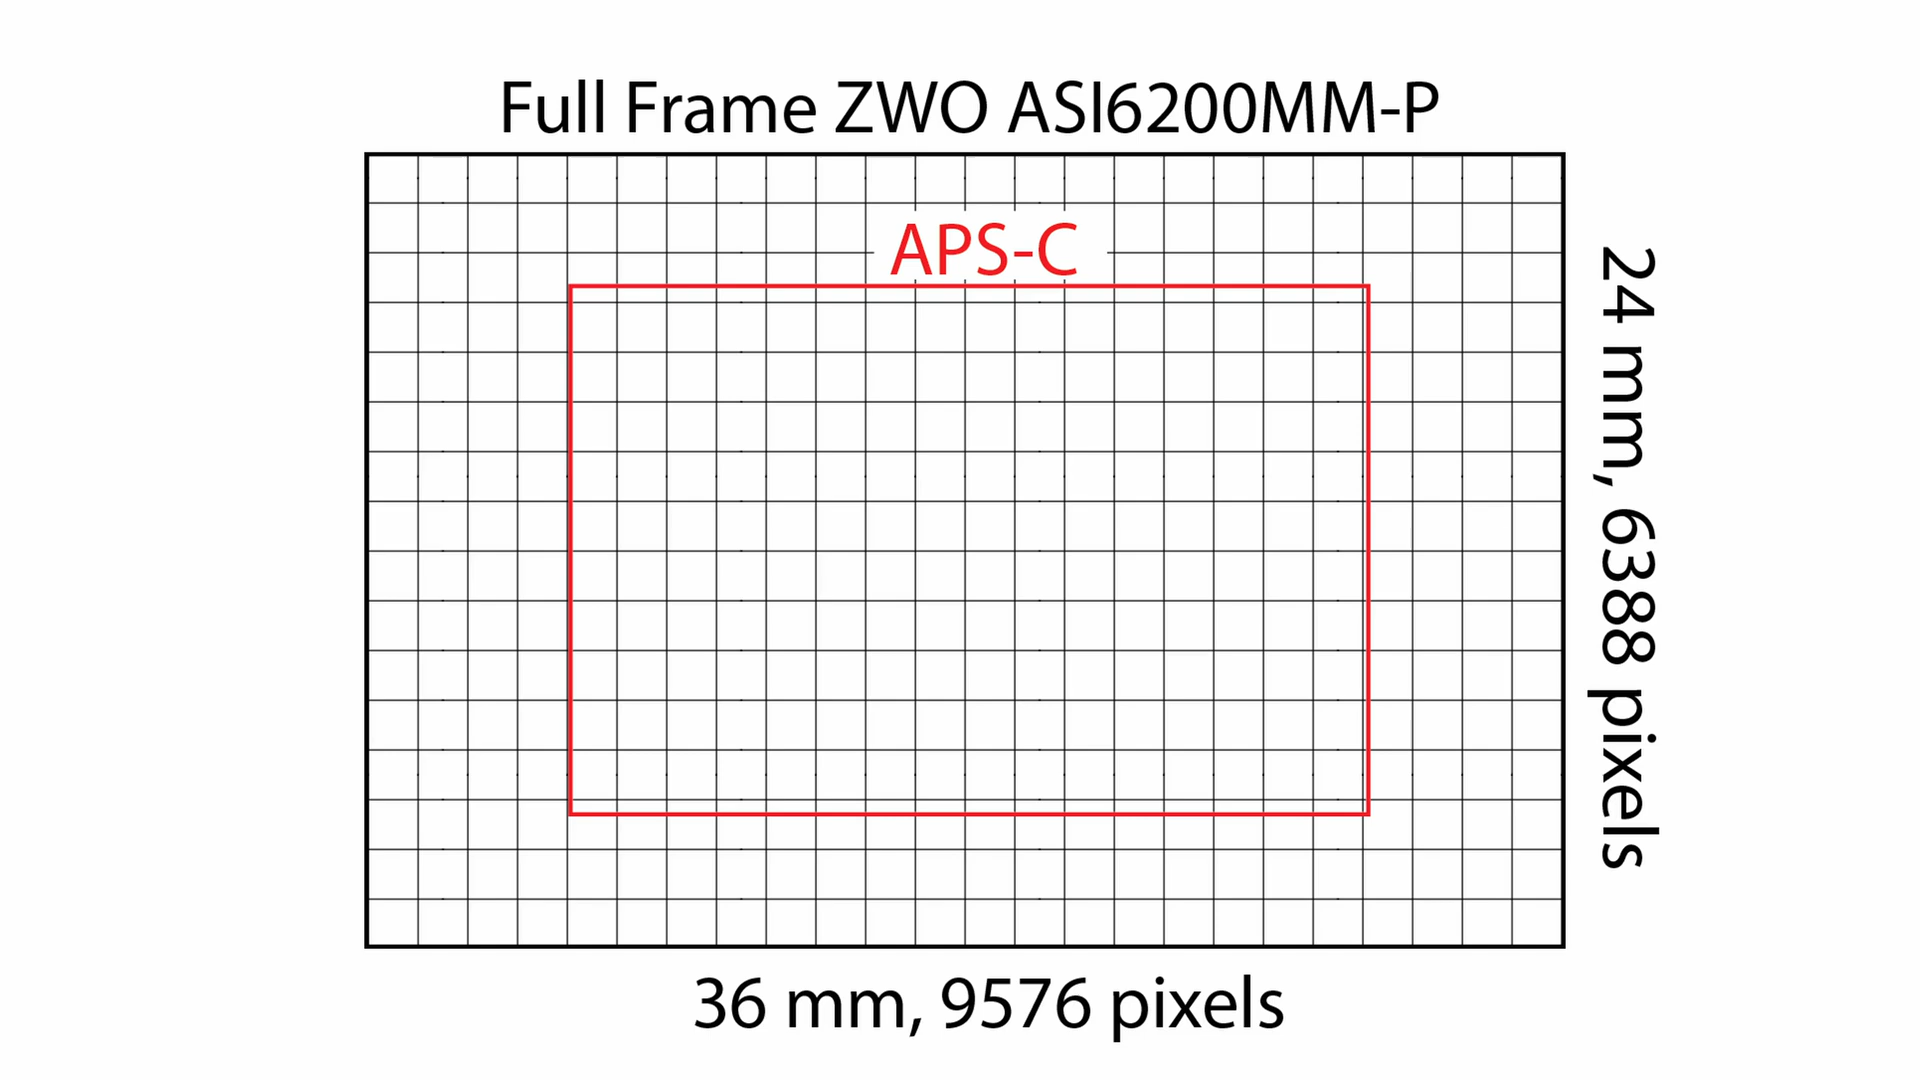 Full Frame ZWO ASI6200MM-P
APS-C
24 mm, 6388 pixels
36 mm, 9576 pixels